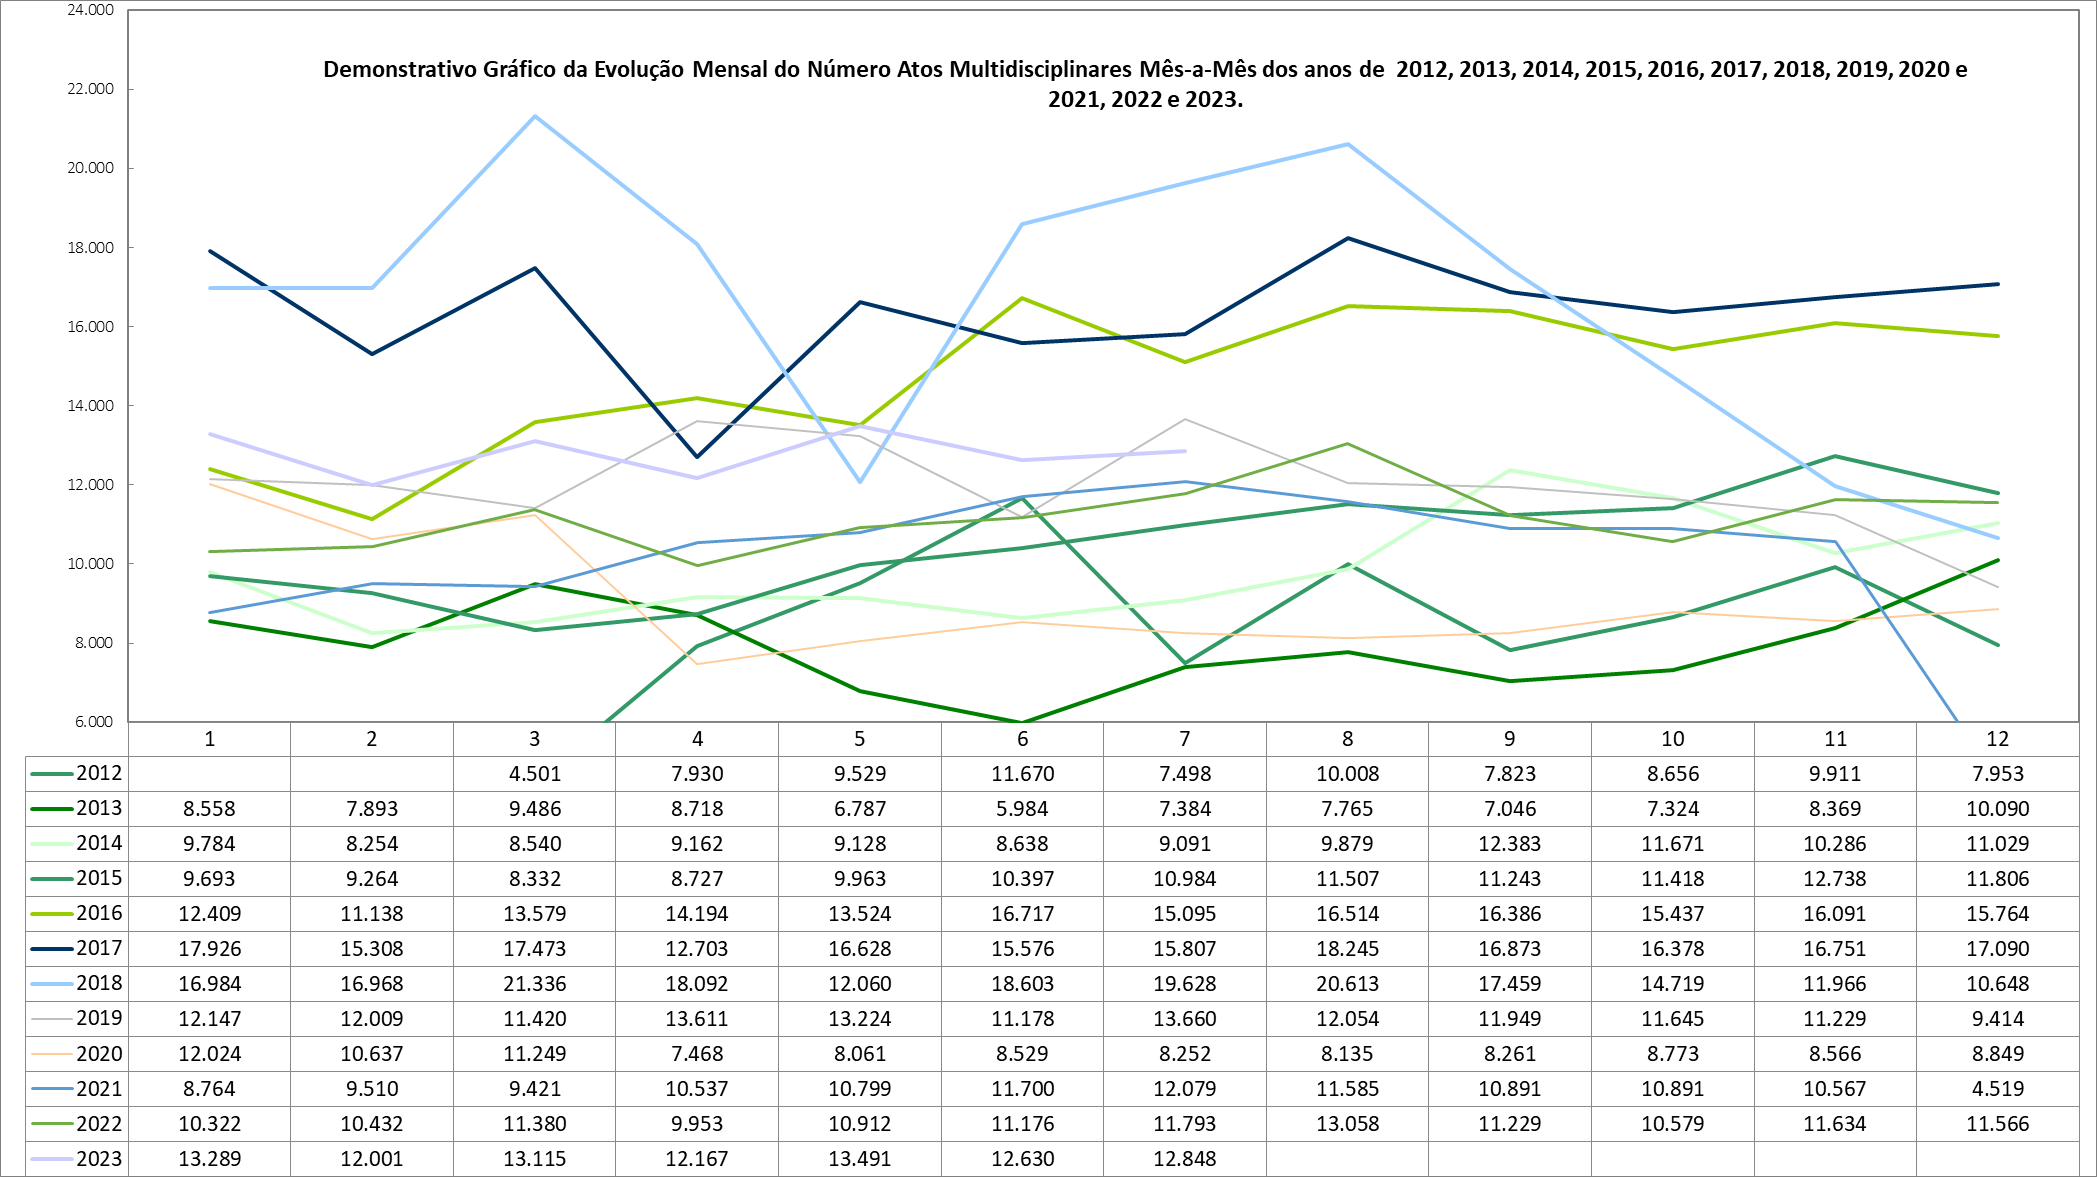 24.000
Demonstrativo Gráfico da Evolução Mensal do Número Atos Multidisciplinares Mês-a-Mês dos anos de 2012, 2013, 2014, 2015, 2016, 2017, 2018, 2019, 2020 e
2021, 2022 e 2023.
22.000
20.000
18.000
16.000
14.000
12.000
10.000
8.000
6.000
1 2 3 4 5 6 7 8 9 10 11 12
2012 4.501 7.930 9.529 11.670 7.498 10.008 7.823 8.656 9.911 7.953
2013 8.558 7.893 9.486 8.718 6.787 5.984 7.384 7.765 7.046 7.324 8.369 10.090
2014 9.784 8.254 8.540 9.162 9.128 8.638 9.091 9.879 12.383 11.671 10.286 11.029
2015 9.693 9.264 8.332 8.727 9.963 10.397 10.984 11.507 11.243 11.418 12.738 11.806
2016 12.409 11.138 13.579 14.194 13.524 16.717 15.095 16.514 16.386 15.437 16.091 15.764
2017 17.926 15.308 17.473 12.703 16.628 15.576 15.807 18.245 16.873 16.378 16.751 17.090
2018 16.984 16.968 21.336 18.092 12.060 18.603 19.628 20.613 17.459 14.719 11.966 10.648
2019 12.147 12.009 11.420 13.611 13.224 11.178 13.660 12.054 11.949 11.645 11.229 9.414
2020 12.024 10.637 11.249 7.468 8.061 8.529 8.252 8.135 8.261 8.773 8.566 8.849
2021 8.764 9.510 9.421 10.537 10.799 11.700 12.079 11.585 10.891 10.891 10.567 4.519
2022 10.322 10.432 11.380 9.953 10.912 11.176 11.793 13.058 11.229 10.579 11.634 11.566
2023 13.289 12.001 13.115 12.167 13.491 12.630 12.848